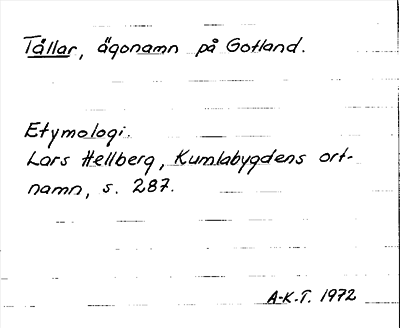 Tållar, ägonamn på Gotland.
Etymologi.
Lars Hellberg, Kumlabygdens ort-
namn, s. 287.
A-K.T. 1972